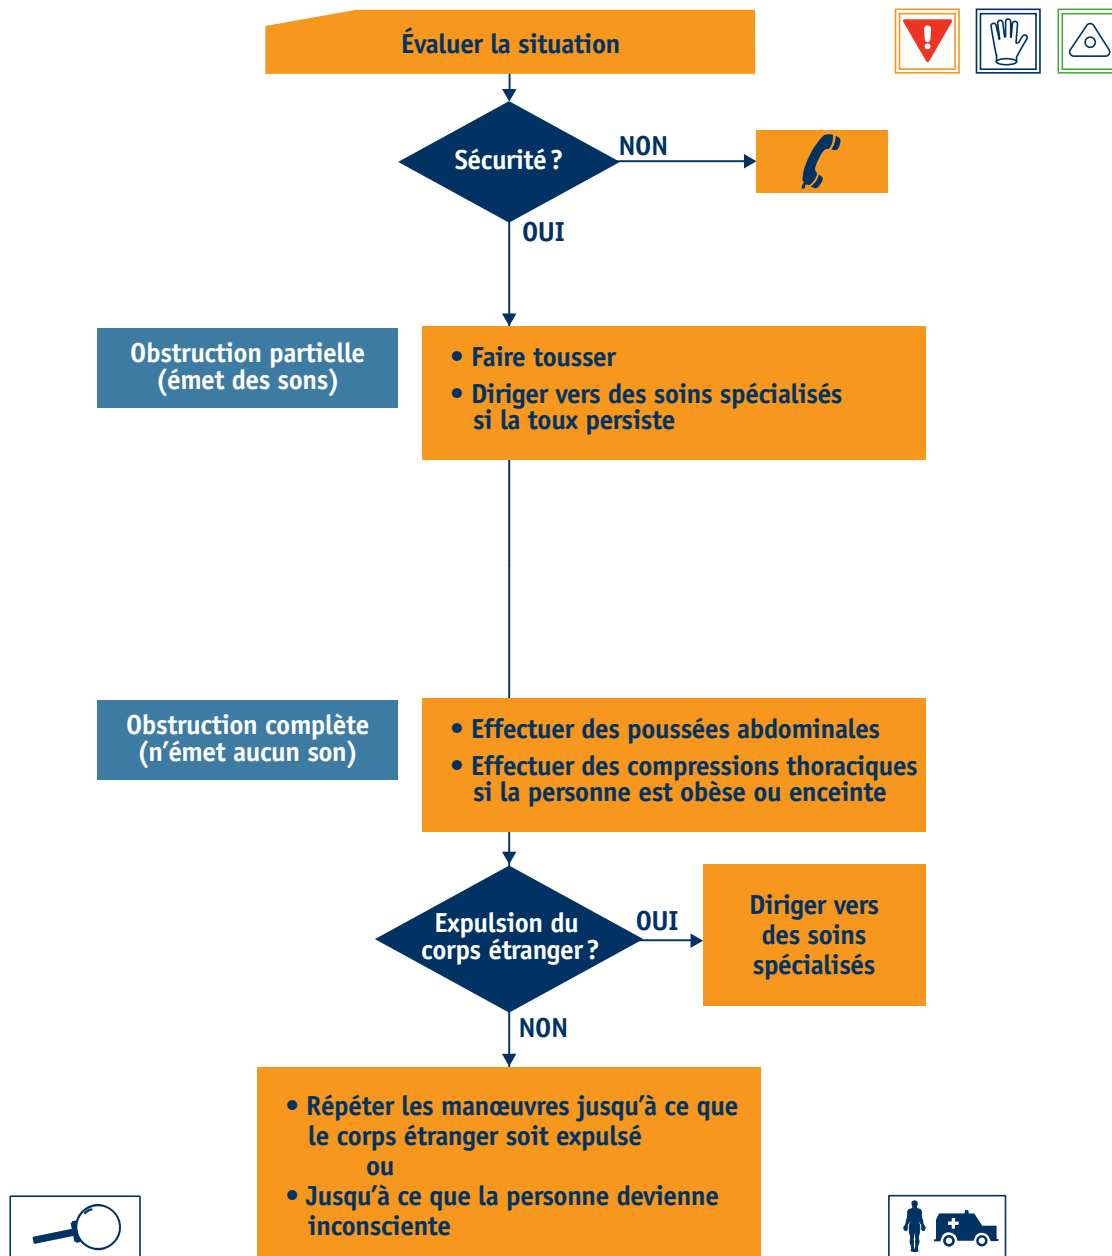 Évaluer la situation
Sécurité ?
NON
OUI
Obstruction partielle
(émet des sons)
• Faire tousser
• Diriger vers des soins spécialisés
si la toux persiste
Obstruction complète
(n’émet aucun son)
• Effectuer des poussées abdominales
• Effectuer des compressions thoraciques
si la personne est obèse ou enceinte
Expulsion du
corps étranger ?
OUI
Diriger vers
des soins
spécialisés
NON
• Répéter les manœuvres jusqu’à ce que
le corps étranger soit expulsé
ou
• Jusqu’à ce que la personne devienne
inconsciente